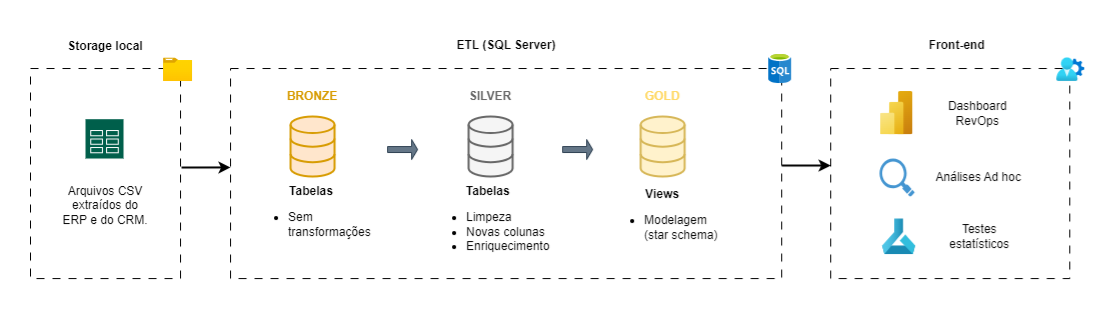 Storage local
Arquivos CSV
extraídos do
ERP e do CRM.
ETL (SQL Server)
SQL
BRONZE
Tabelas
Sem
transformações
SILVER
Tabelas
Limpeza
Novas colunas
Enriquecimento
GOLD
Views
Modelagem
(star schema)
Front-end
Dashboard
RevOps
Análises Ad hoc
Testes
estatísticos